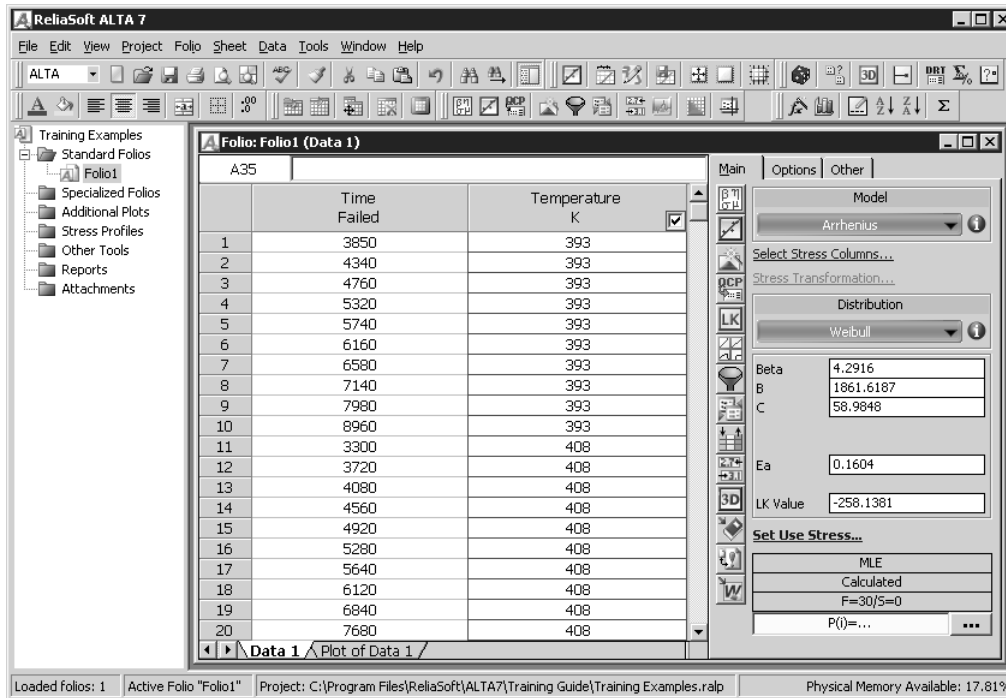 ReliaSoft ALTA 7
File Edit View Project Folio Sheet Data Tools Window Help
ALTA
Training Examples
Standard Folios
Folio1
Specialized Folios
Additional Plots
Stress Profiles
Other Tools
Reports
Attachments
Folio: Folio1 (Data 1)
A35
Time Failed Temperature K
1 3850 393
2 4340 393
3 4760 393
4 5320 393
5 5740 393
6 6160 393
7 6580 393
8 7140 393
9 7980 393
10 8960 393
11 3300 408
12 3720 408
13 4080 408
14 4560 408
15 4920 408
16 5280 408
17 5640 408
18 6120 408
19 6840 408
20 7680 408
Data 1 Plot of Data 1
Main Options Other
Model
Arrhenius
Select Stress Columns...
Stress Transformation...
Distribution
Weibull
Beta 4.2916
B 1861.6187
C 58.9848
Ea 0.1604
LK Value -258.1381
Set Use Stress...
MLE
Calculated
F=30/S=0
P(i)=... ...
QCP
LK
3D
Loaded folios: 1 Active Folio "Folio1" Project: C:\Program Files\ReliaSoft\ALTA7\Training Guide\Training Examples.ralp Physical Memory Available: 17.819